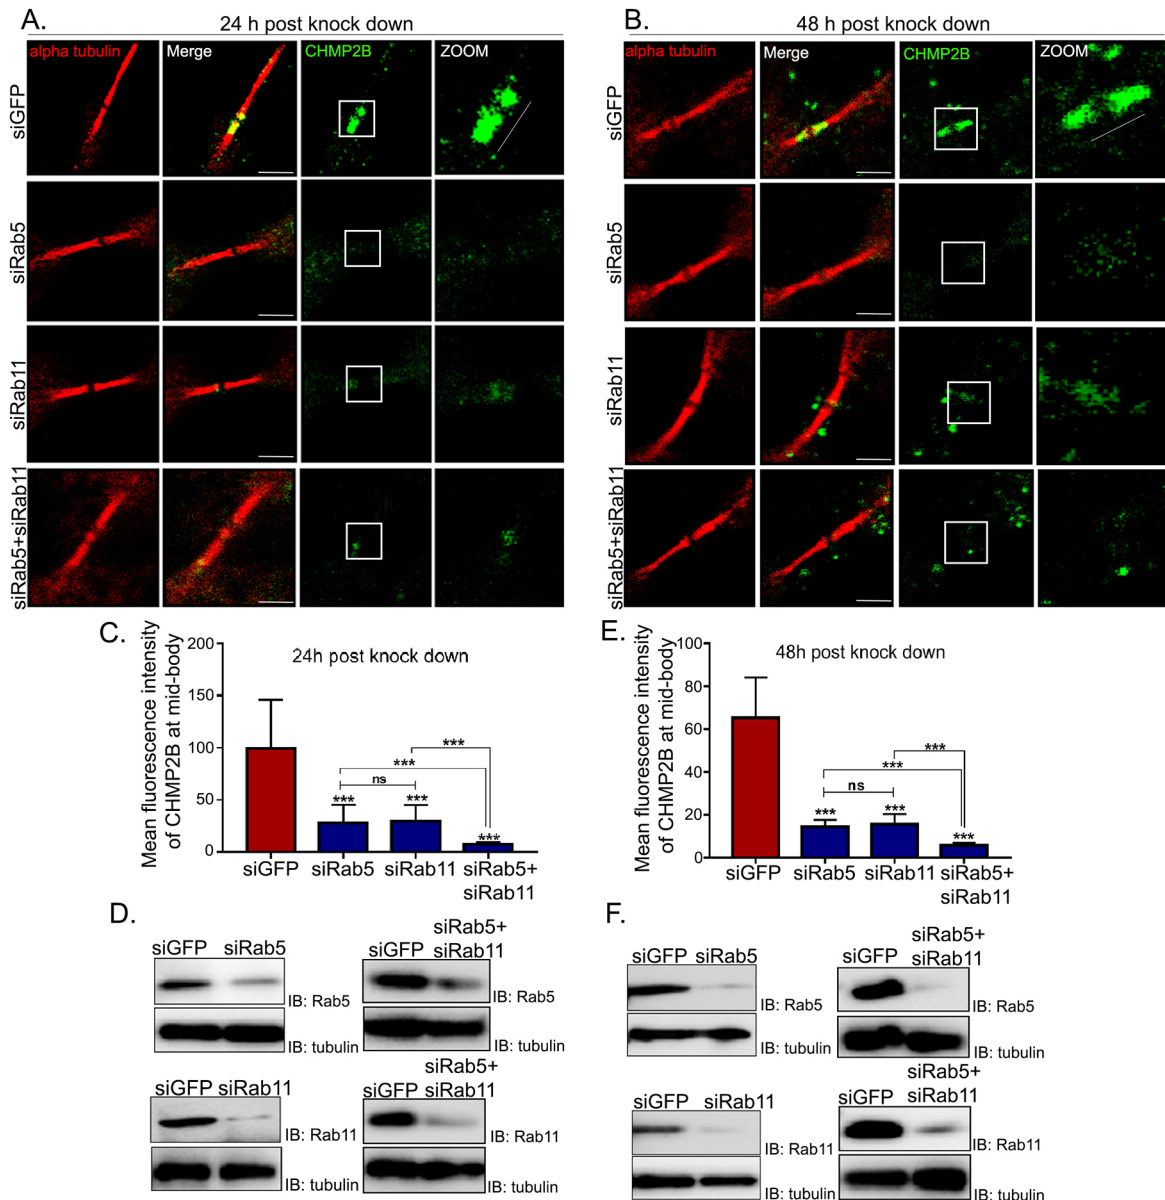 A.
24 h post knock down
alpha tubulin Merge CHMP2B ZOOM
siGFP
siRab5
siRab11
siRab5+siRab11
B.
48 h post knock down
alpha tubulin Merge CHMP2B ZOOM
siGFP
siRab5
siRab11
siRab5+siRab11
C.
24h post knock down
Mean fluorescence intensity
of CHMP2B at mid-body
200
150
100
50
0
***
***
ns
*** ***
***
siGFP siRab5 siRab11 siRab5+
siRab11
E.
48h post knock down
Mean fluorescence intensity
of CHMP2B at mid-body
100
80
60
40
20
0
***
***
ns
*** ***
***
siGFP siRab5 siRab11 siRab5+
siRab11
D.
siGFP siRab5
IB: Rab5
IB: tubulin
siRab5+
siGFP siRab11
IB: Rab5
IB: tubulin
siGFP siRab11
IB: Rab11
IB: tubulin
siRab5+
siGFP siRab11
IB: Rab11
IB: tubulin
F.
siGFP siRab5
IB: Rab5
IB: tubulin
siRab5+
siGFP siRab11
IB: Rab5
IB: tubulin
siGFP siRab11
IB: Rab11
IB: tubulin
siRab5+
siGFP siRab11
IB: Rab11
IB: tubulin